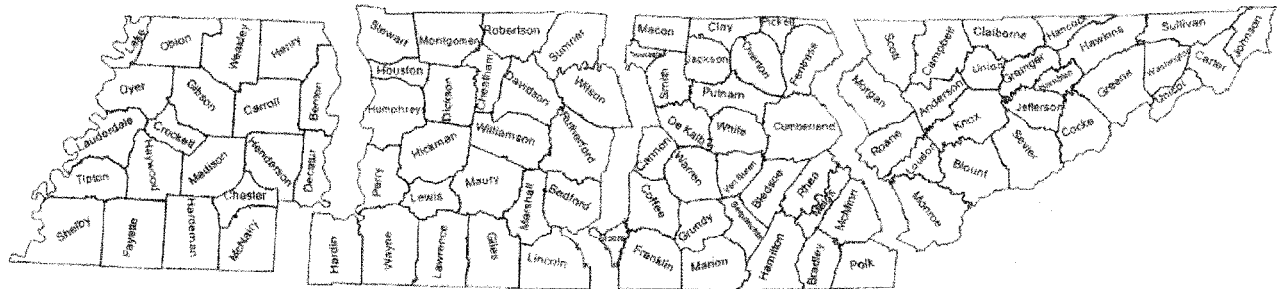 Lake
Obion
Weakley
Henry
Dyer
Gibson
Carroll
Benton
Lauderdale
Crockett
Haywood
Madison
Henderson
Decatur
Tipton
Chester
Shelby
Fayette
Hardeman
McNairy
Stewart
Montgomery
Robertson
Sumner
Houston
Humphrey
Dickson
Cheatham
Davidson
Wilson
Hickman
Williamson
Rutherford
Perry
Lewis
Maury
Marshall
Bedford
Hardin
Wayne
Lawrence
Giles
Lincoln
Moore
Macon
Clay
Pickett
Jackson
Overton
Fentress
Smith
Putnam
De Kalb
White
Cumberland
Cannon
Warren
Van Buren
Bledsoe
Rhea
Meigs
McMinn
Coffee
Grundy
Sequatchie
Franklin
Marion
Hamilton
Bradley
Polk
Scott
Campbell
Claiborne
Hancock
Hawkins
Sullivan
Johnson
Morgan
Anderson
Union
Grainger
Greene
Washington
Carter
Unicoi
Roane
Knox
Jefferson
Cocke
Loudon
Blount
Sevier
Monroe